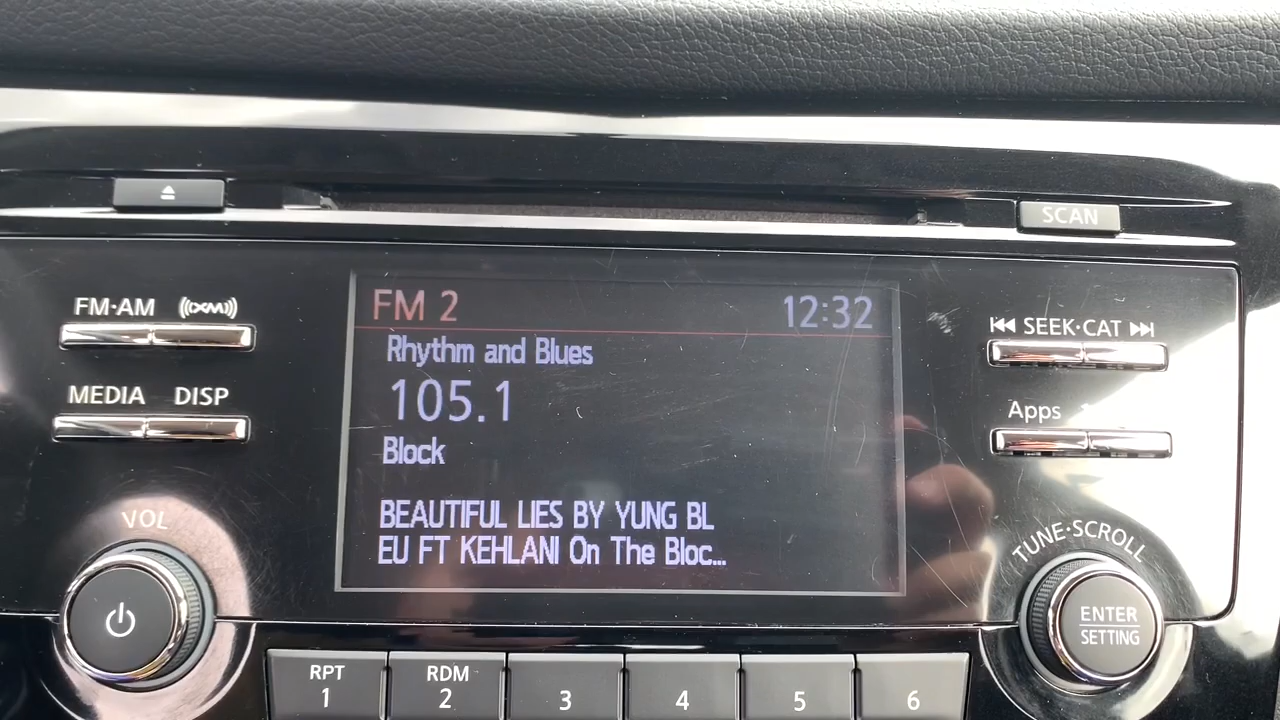 SCAN
FM·AM
((XM))
FM 2
12:32
SEEK·CAT
Rhythm and Blues
MEDIA
DISP
105.1
Apps
Block
VOL
BEAUTIFUL LIES BY YUNG BL
EU FT KEHLANI On The Bloc...
TUNE·SCROLL
ENTER
SETTING
RPT
1
RDM
2
3
4
5
6